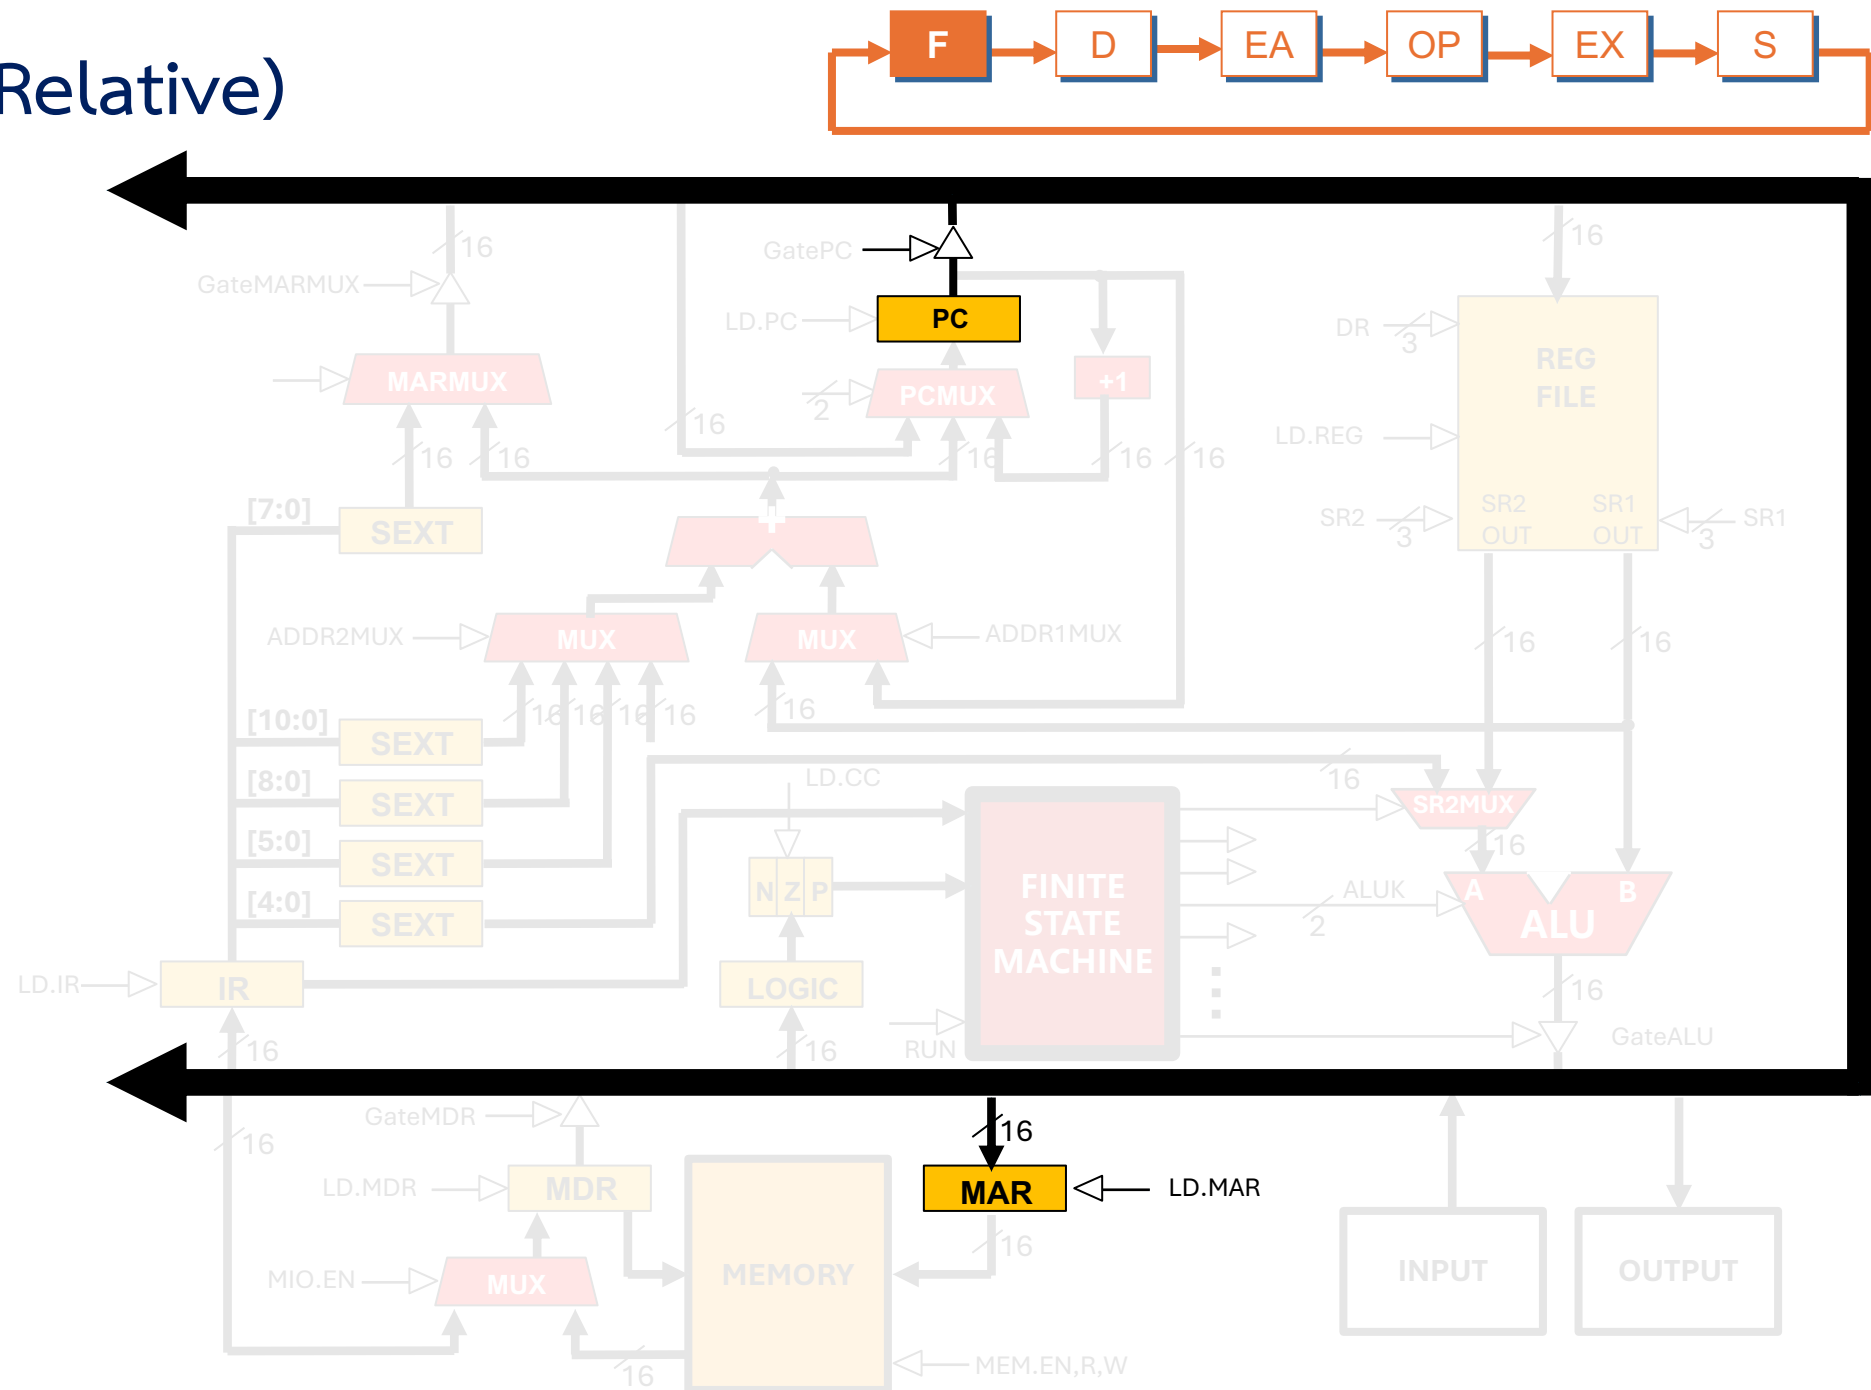 F
D
EA
OP
EX
S
Relative)
16
16
GatePC
GateMARMUX
LD.PC
PC
DR
3
REG
FILE
MARMUX
PCMUX
+1
2
16
LD.REG
16
16
16
16
16
[7:0]
SEXT
+
SR2
3
SR2
OUT
SR1
OUT
3
SR1
ADDR2MUX
MUX
MUX
ADDR1MUX
16
16
[10:0]
SEXT
16
16
16
16
16
[8:0]
SEXT
LD.CC
16
SR2MUX
[5:0]
SEXT
16
N Z P
FINITE
STATE
MACHINE
ALUK
2
A
B
ALU
[4:0]
SEXT
LD.IR
IR
LOGIC
16
16
16
RUN
GateALU
GateMDR
16
16
LD.MDR
MDR
MAR
LD.MAR
16
MIO.EN
MUX
MEMORY
INPUT
OUTPUT
16
MEM.EN,R,W